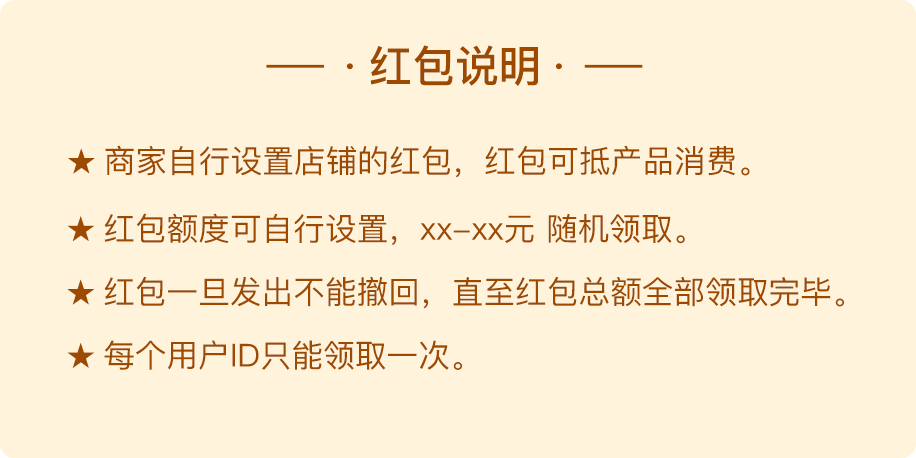 — · 红包说明 · —
★ 商家自行设置店铺的红包，红包可抵产品消费。
★ 红包额度可自行设置，xx–xx元 随机领取。
★ 红包一旦发出不能撤回，直至红包总额全部领取完毕。
★ 每个用户ID只能领取一次。